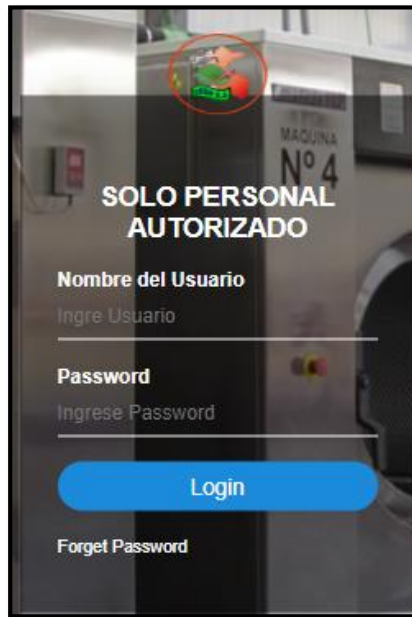 MAQUINA
Nº 4
SOLO PERSONAL
AUTORIZADO
Nombre del Usuario
Ingre Usuario
Password
Ingrese Password
Login
Forget Password